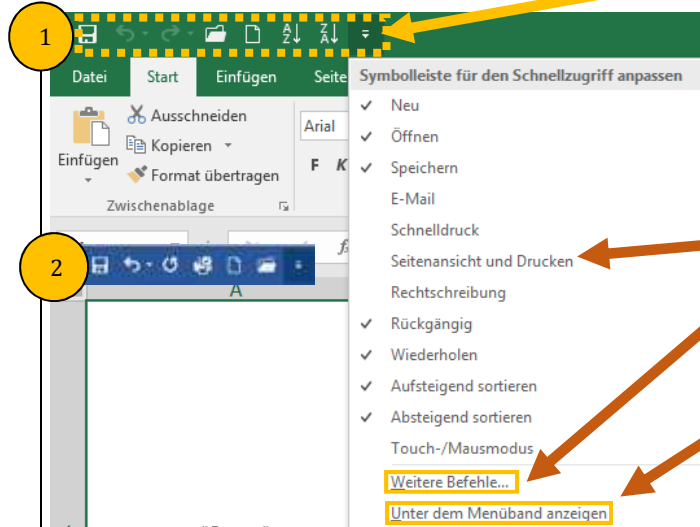 1
Datei Start Einfügen Seite
Symbolleiste für den Schnellzugriff anpassen
Ausschneiden
Kopieren
Format übertragen
Einfügen
Zwischenablage
Arial
F K
Neu
Öffnen
Speichern
E-Mail
Schnelldruck
Seitenansicht und Drucken
Rechtschreibung
Rückgängig
Wiederholen
Aufsteigend sortieren
Absteigend sortieren
Touch-/Mausmodus
Weitere Befehle...
Unter dem Menüband anzeigen
2
A